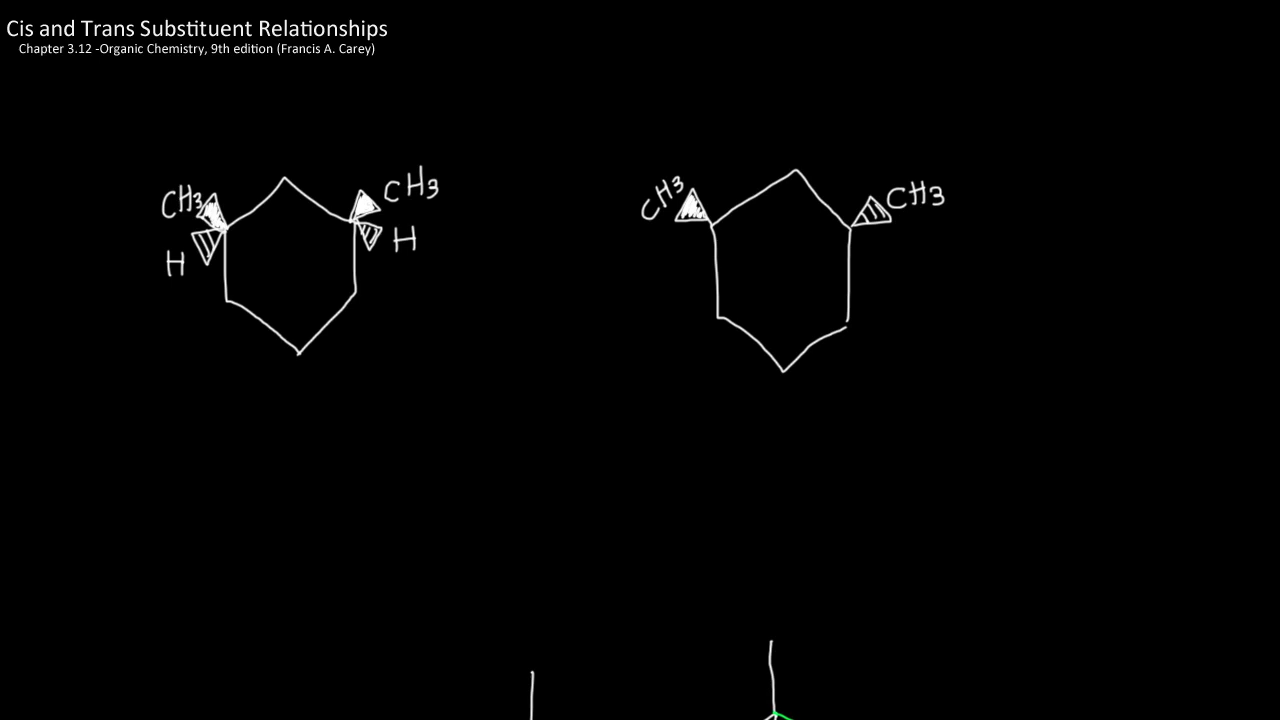 Cis and Trans Substituent Relationships
Chapter 3.12 -Organic Chemistry, 9th edition (Francis A. Carey)
CH3
CH3
H
H
CH3
CH3